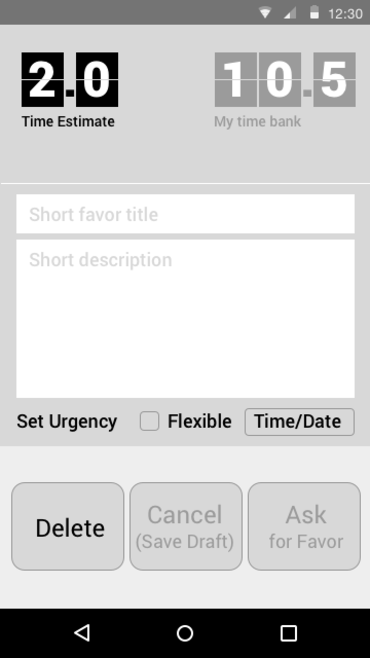 12:30
2.0 10.5
Time Estimate My time bank
Short favor title
Short description
Set Urgency Flexible Time/Date
Delete Cancel Ask
(Save Draft) for Favor